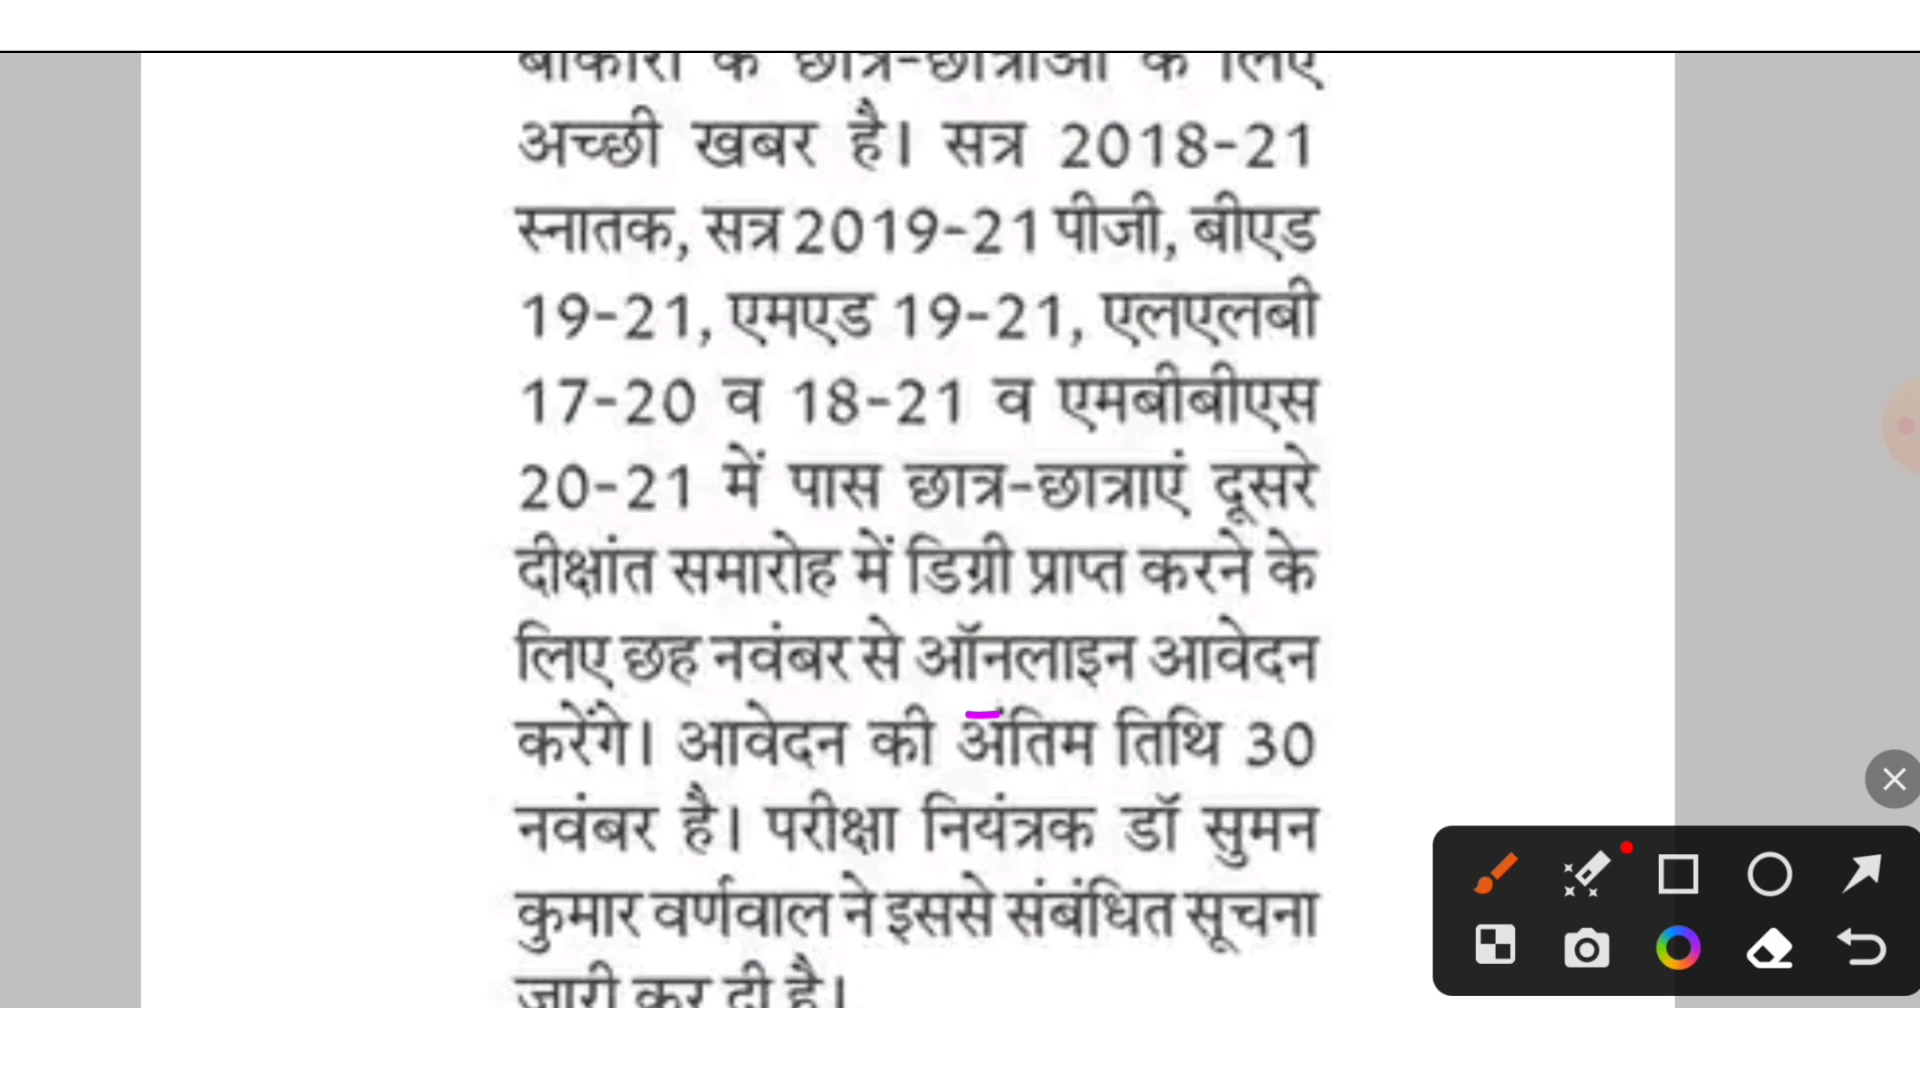 बोकारो के छात्र-छात्राओं के लिए
अच्छी खबर है। सत्र 2018-21
स्नातक, सत्र 2019-21 पीजी, बीएड
19-21, एमएड 19-21, एलएलबी
17-20 व 18-21 व एमबीबीएस
20-21 में पास छात्र-छात्राएं दूसरे
दीक्षांत समारोह में डिग्री प्राप्त करने के
लिए छह नवंबर से ऑनलाइन आवेदन
करेंगे। आवेदन की अंतिम तिथि 30
नवंबर है। परीक्षा नियंत्रक डॉ सुमन
कुमार वर्णवाल ने इससे संबंधित सूचना
जारी कर दी है।